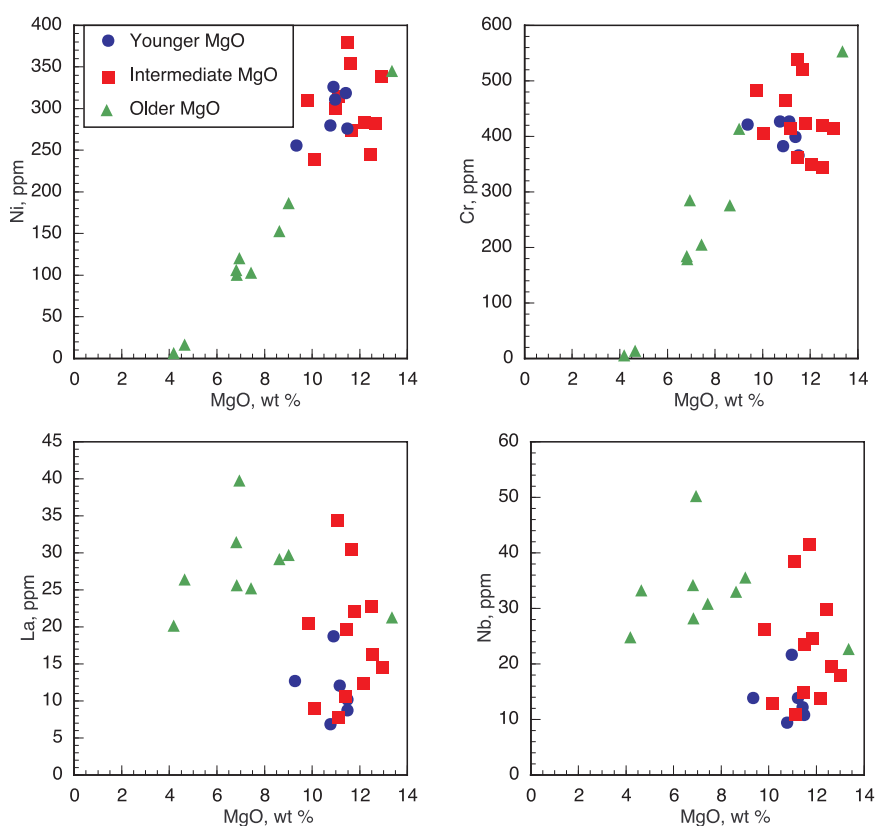 400
350
300
250
200
150
100
50
0
Ni, ppm
Younger MgO
Intermediate MgO
Older MgO
0 2 4 6 8 10 12 14
MgO, wt %
600
500
400
300
200
100
0
Cr, ppm
0 2 4 6 8 10 12 14
MgO, wt %
45
40
35
30
25
20
15
10
5
0
La, ppm
0 2 4 6 8 10 12 14
MgO, wt %
60
50
40
30
20
10
0
Nb, ppm
0 2 4 6 8 10 12 14
MgO, wt %